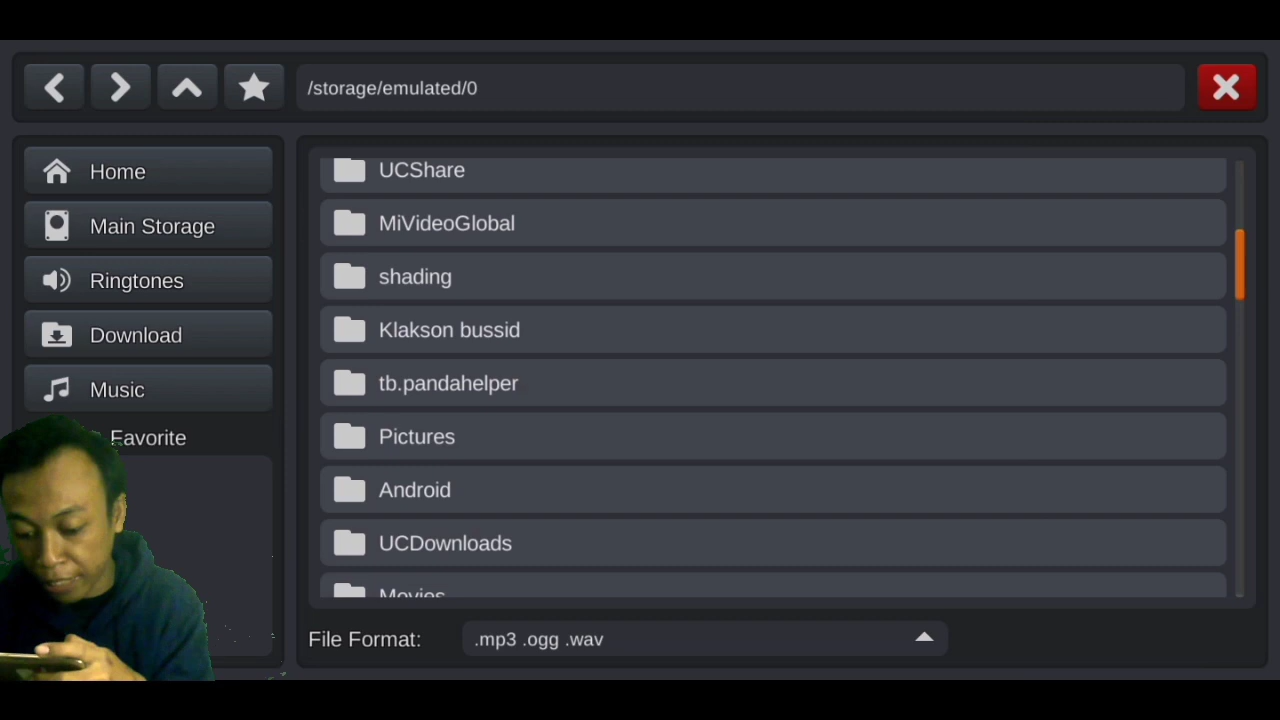 /storage/emulated/0
Home
Main Storage
Ringtones
Download
Music
Favorite
UCShare
MiVideoGlobal
shading
Klakson bussid
tb.pandahelper
Pictures
Android
UCDownloads
Movies
File Format:
.mp3 .ogg .wav